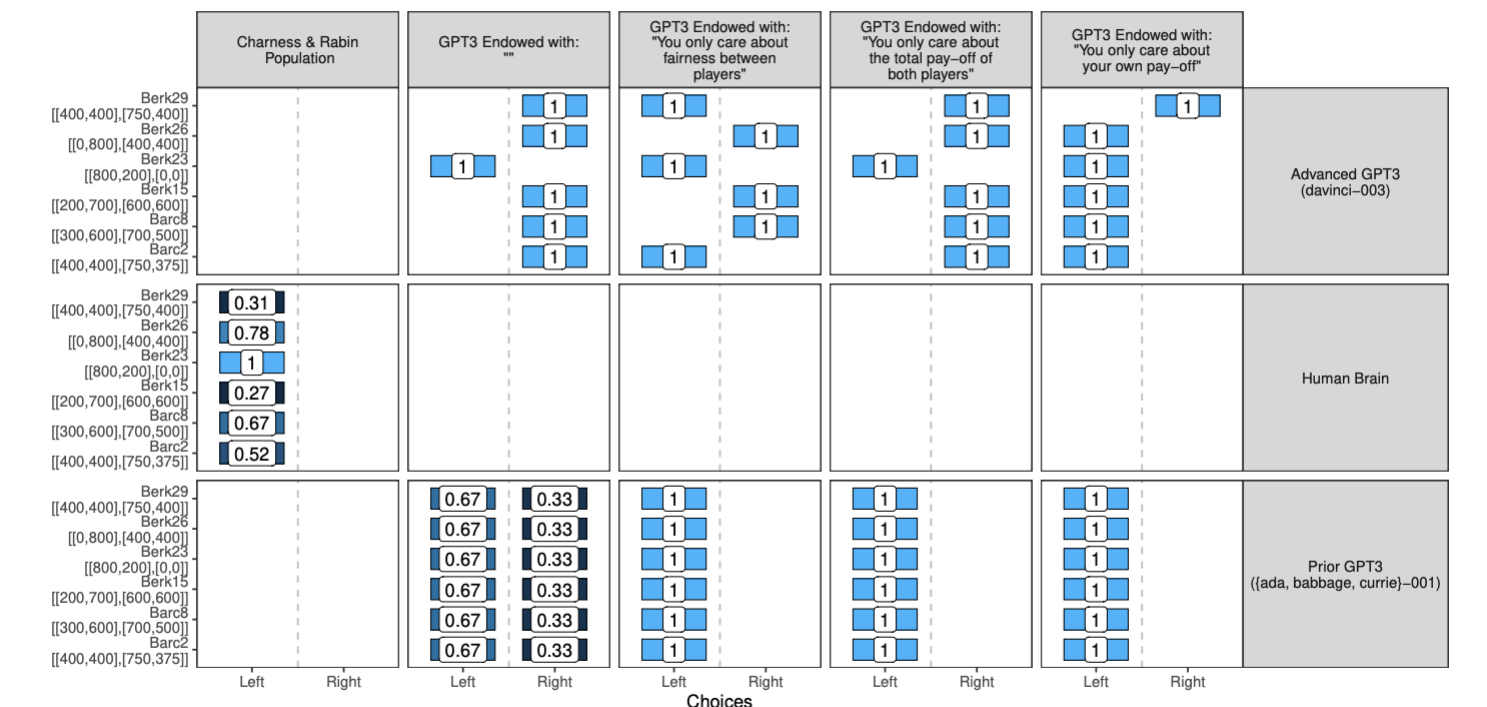 Charness & Rabin
Population
GPT3 Endowed with:
""
GPT3 Endowed with:
"You only care about
fairness between
players"
GPT3 Endowed with:
"You only care about
the total pay−off of
both players"
GPT3 Endowed with:
"You only care about
your own pay−off"
Berk29
[[400,400],[750,400]]
1 1 1 1
Berk26
[[0,800],[400,400]]
1 1 1 1
Berk23
[[800,200],[0,0]]
1 1 1 1
Berk15
[[200,700],[600,600]]
1 1 1 1
Barc8
[[300,600],[700,500]]
1 1 1 1
Barc2
[[400,400],[750,375]]
1 1 1 1
Advanced GPT3
(davinci−003)
Berk29
[[400,400],[750,400]]
0.31
Berk26
[[0,800],[400,400]]
0.78
Berk23
[[800,200],[0,0]]
1
Berk15
[[200,700],[600,600]]
0.27
Barc8
[[300,600],[700,500]]
0.67
Barc2
[[400,400],[750,375]]
0.52
Human Brain
Berk29
[[400,400],[750,400]]
0.67 0.33 1 1 1
Berk26
[[0,800],[400,400]]
0.67 0.33 1 1 1
Berk23
[[800,200],[0,0]]
0.67 0.33 1 1 1
Berk15
[[200,700],[600,600]]
0.67 0.33 1 1 1
Barc8
[[300,600],[700,500]]
0.67 0.33 1 1 1
Barc2
[[400,400],[750,375]]
0.67 0.33 1 1 1
Prior GPT3
({ada, babbage, currie}−001)
Left Right Left Right Left Right Left Right Left Right
Choices